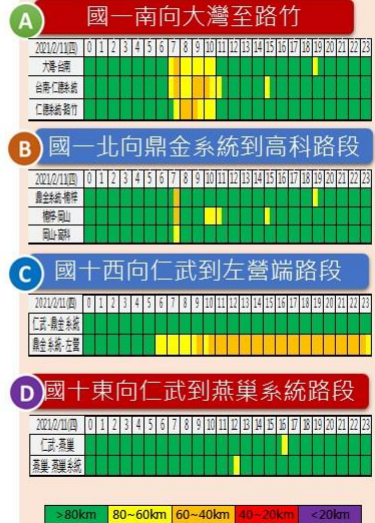 A 國一南向大灣至路竹
2021/2/11(四) 0 1 2 3 4 5 6 7 8 9 10 11 12 13 14 15 16 17 18 19 20 21 22 23
大灣-台南
台南-仁德系統
仁德系統-路竹
B 國一北向鼎金系統到高科路段
2021/2/11(四) 0 1 2 3 4 5 6 7 8 9 10 11 12 13 14 15 16 17 18 19 20 21 22 23
鼎金系統-楠梓
楠梓-岡山
岡山-高科
C 國十西向仁武到左營端路段
2021/2/11(四) 0 1 2 3 4 5 6 7 8 9 10 11 12 13 14 15 16 17 18 19 20 21 22 23
仁武-鼎金系統
鼎金系統-左營
D 國十東向仁武到燕巢系統路段
2021/2/11(四) 0 1 2 3 4 5 6 7 8 9 10 11 12 13 14 15 16 17 18 19 20 21 22 23
仁武-燕巢
燕巢-燕巢系統
>80km 80~60km 60~40km 40~20km <20km